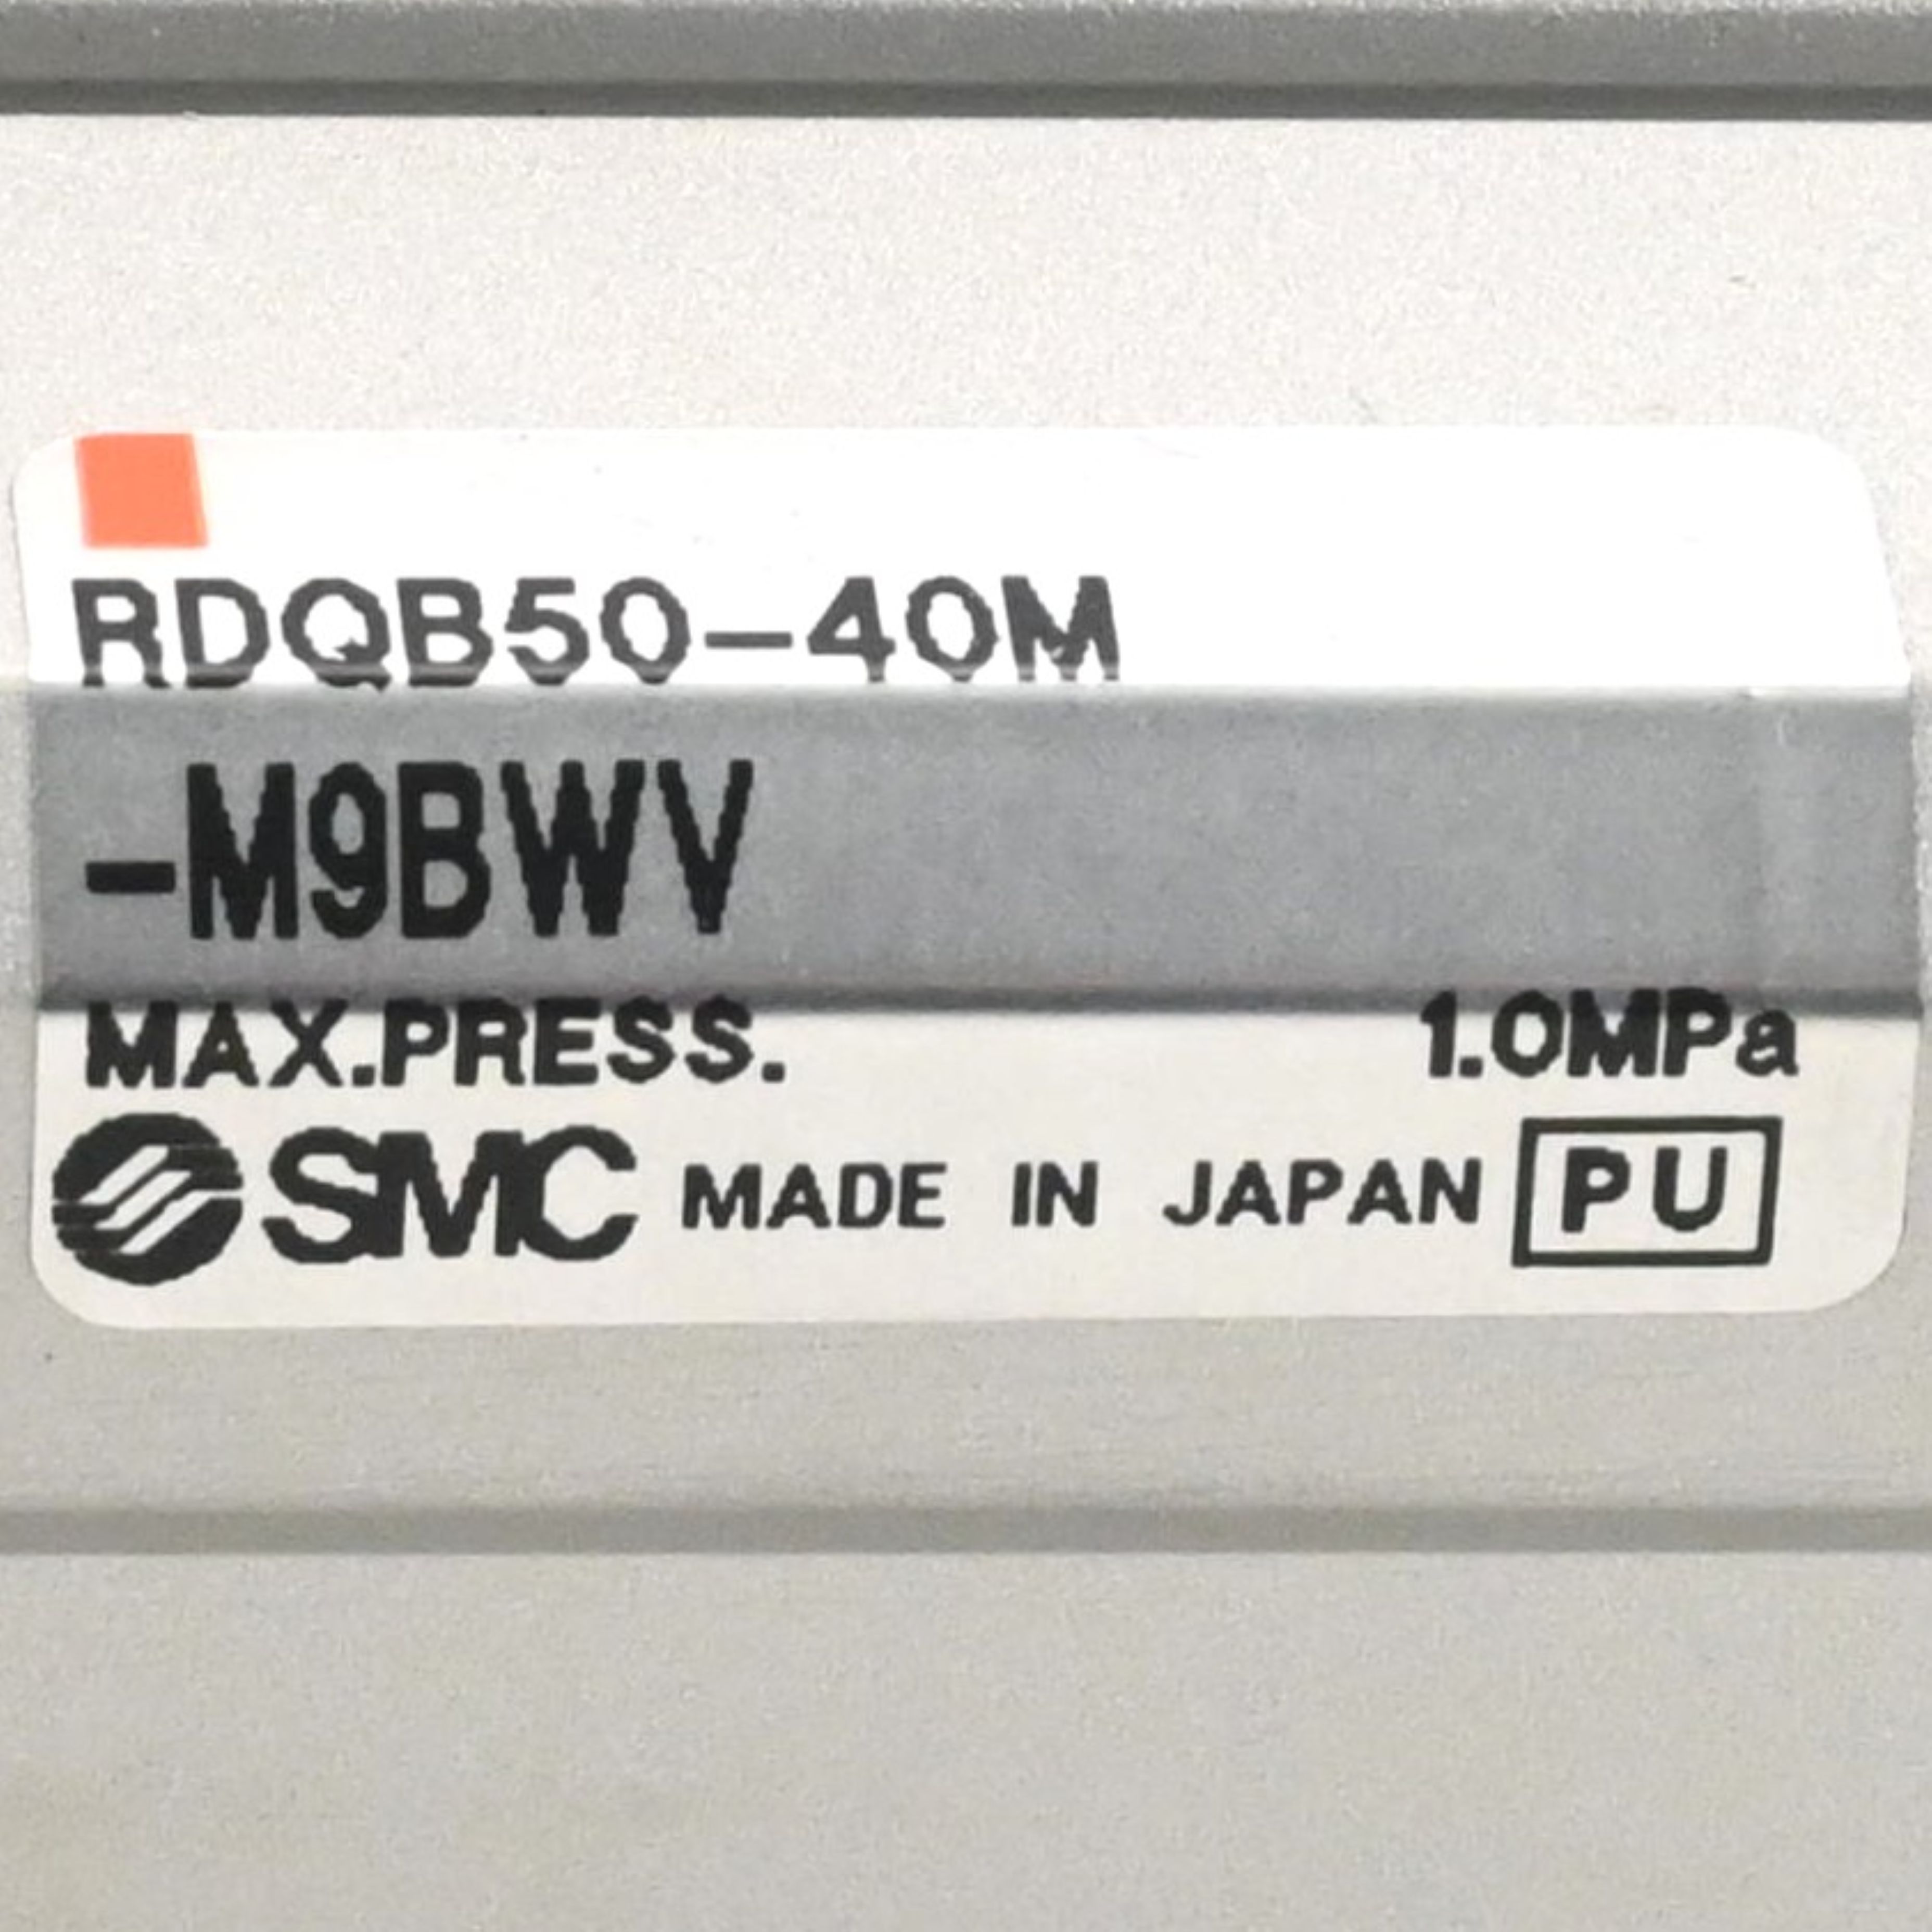 RDQB50-40M
-M9BWV
MAX.PRESS. 1.0MPa
SMC MADE IN JAPAN PU